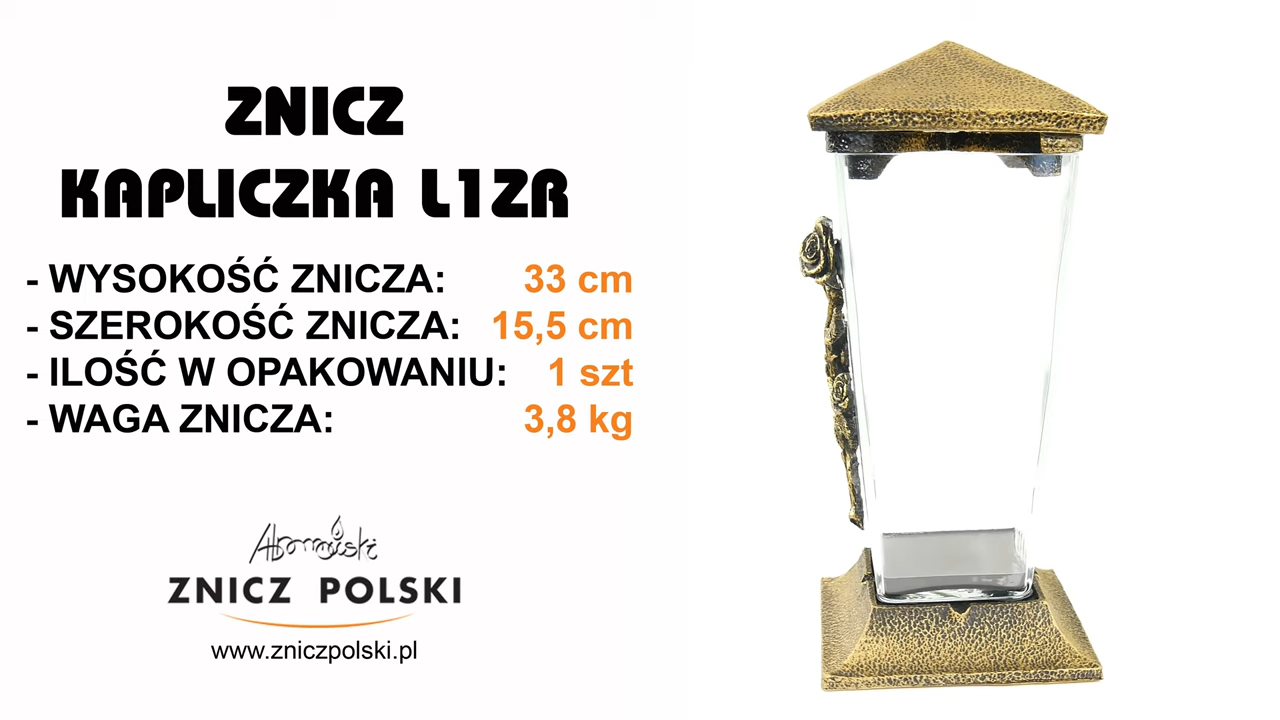 ZNICZ
KAPLICZKA L1ZR
- WYSOKOŚĆ ZNICZA: 33 cm
- SZEROKOŚĆ ZNICZA: 15,5 cm
- ILOŚĆ W OPAKOWANIU: 1 szt
- WAGA ZNICZA: 3,8 kg
ZNICZ POLSKI
www.zniczpolski.pl